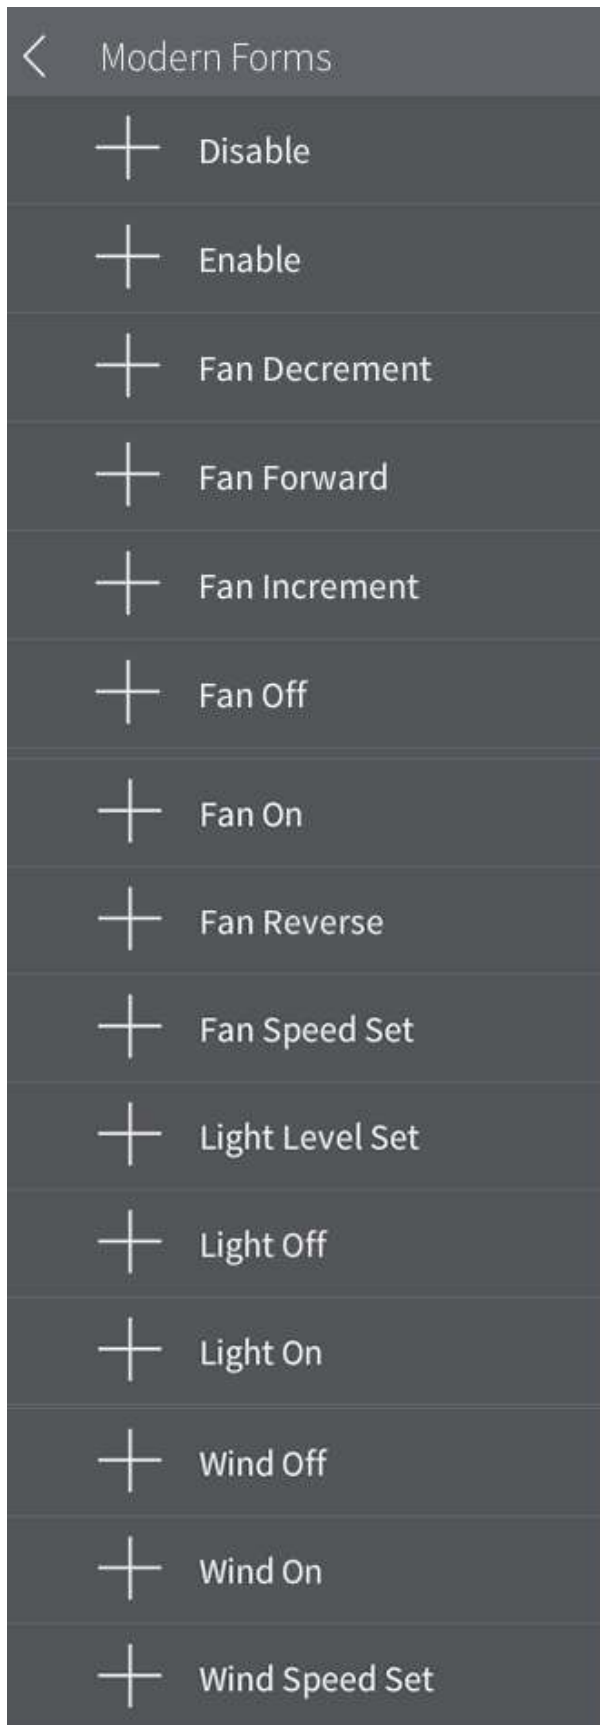 Modern Forms
Disable
Enable
Fan Decrement
Fan Forward
Fan Increment
Fan Off
Fan On
Fan Reverse
Fan Speed Set
Light Level Set
Light Off
Light On
Wind Off
Wind On
Wind Speed Set